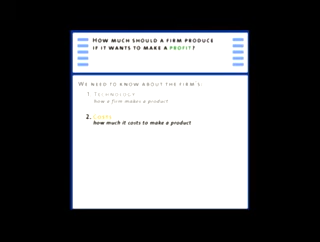 How much should a firm produce
if it wants to make a profit?
We need to know about the firm's:
1. Technology
how a firm makes a product
2. Costs
how much it costs to make a product